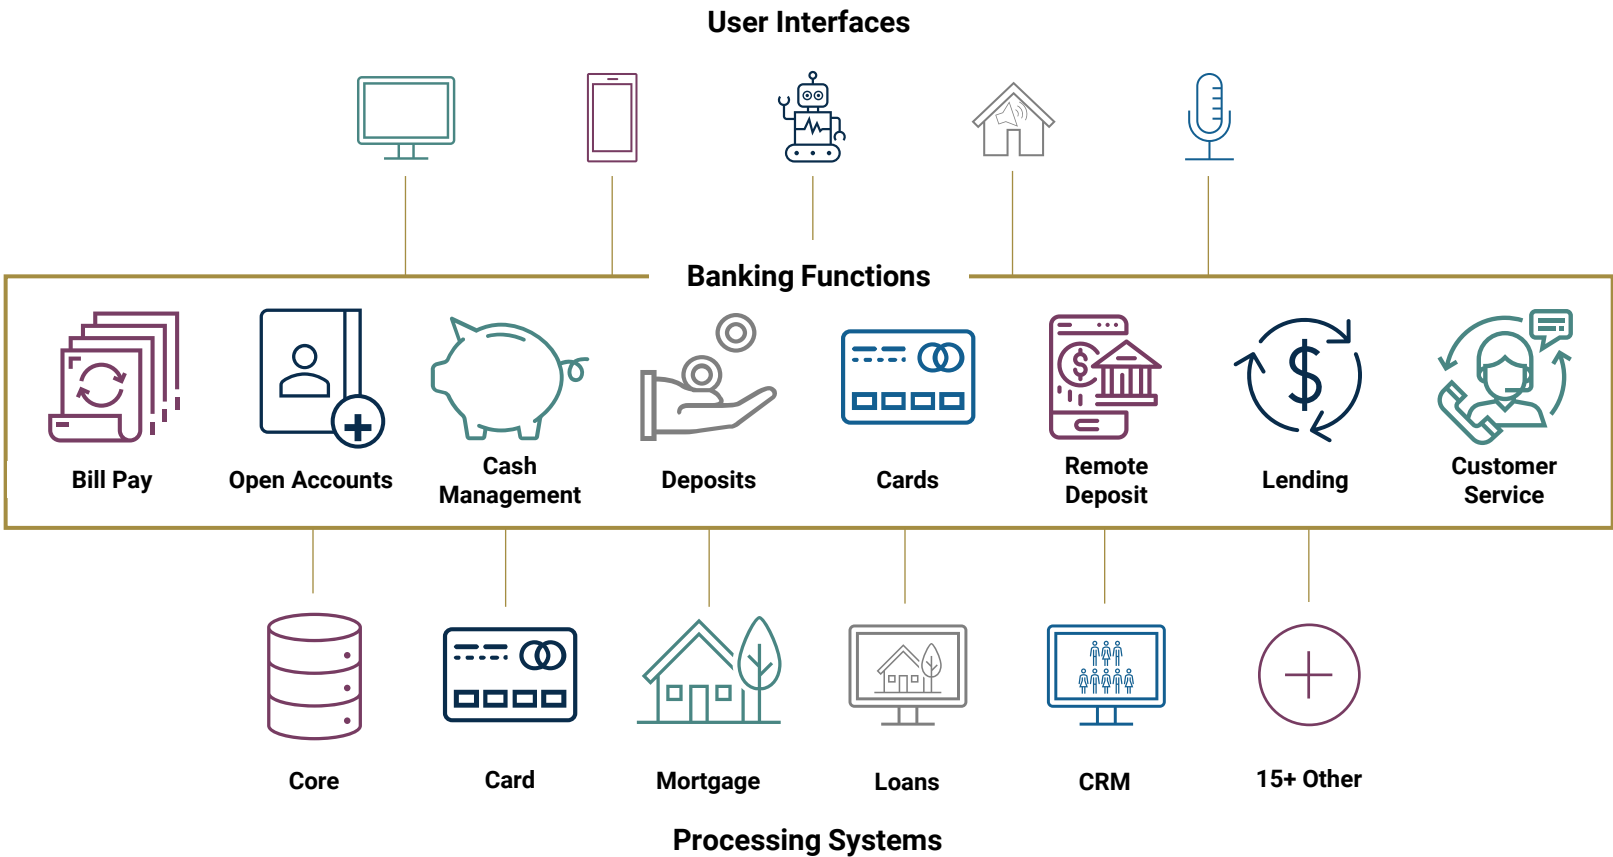 User Interfaces
Banking Functions
Bill Pay
Open Accounts
Cash
Management
Deposits
Cards
Remote
Deposit
Lending
Customer
Service
Core
Card
Mortgage
Loans
CRM
15+ Other
Processing Systems